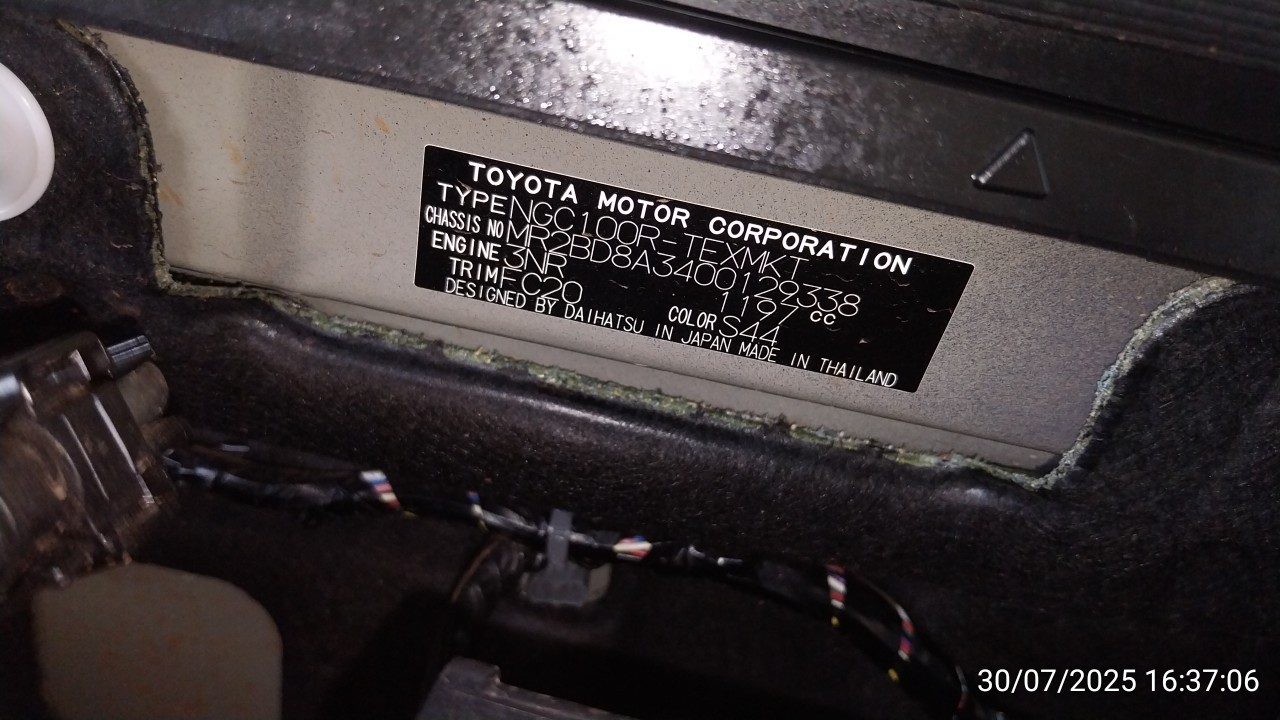 TOYOTA MOTOR CORPORATION
TYPE NGC100R-TEXMKT
CHASSIS NO MR2BD8A3400129338
ENGINE 3NR 1197 CC
TRIM FC20 COLOR S44
DESIGNED BY DAIHATSU IN JAPAN MADE IN THAILAND
30/07/2025 16:37:06